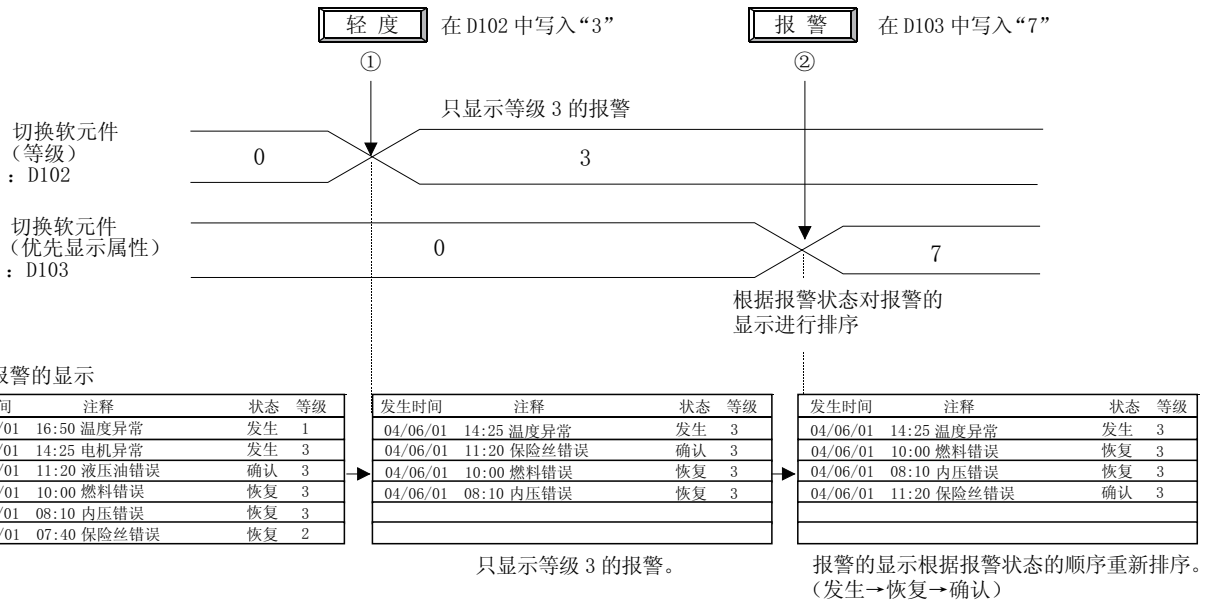 轻 度 在 D102 中写入“3”
报 警 在 D103 中写入“7”
①
②
只显示等级 3 的报警
切换软元件
（等级）
：D102
0
3
切换软元件
（优先显示属性）
：D103
0
7
根据报警状态对报警的
显示进行排序
警的显示
间 注释 状态 等级
/01 16:50 温度异常 发生 1
/01 14:25 电机异常 发生 3
/01 11:20 液压油错误 确认 3
/01 10:00 燃料错误 恢复 3
/01 08:10 内压错误 恢复 3
/01 07:40 保险丝错误 恢复 2
发生时间 注释 状态 等级
04/06/01 14:25 温度异常 发生 3
04/06/01 11:20 保险丝错误 确认 3
04/06/01 10:00 燃料错误 恢复 3
04/06/01 08:10 内压错误 恢复 3
只显示等级 3 的报警。
发生时间 注释 状态 等级
04/06/01 14:25 温度异常 发生 3
04/06/01 10:00 燃料错误 恢复 3
04/06/01 08:10 内压错误 恢复 3
04/06/01 11:20 保险丝错误 确认 3
报警的显示根据报警状态的顺序重新排序。
（发生→恢复→确认）